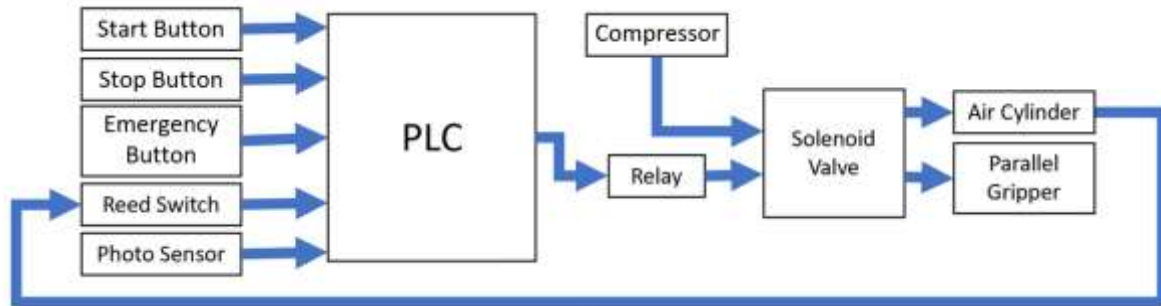 Start Button
Stop Button
Emergency
Button
Reed Switch
Photo Sensor
PLC
Compressor
Relay
Solenoid
Valve
Air Cylinder
Parallel
Gripper